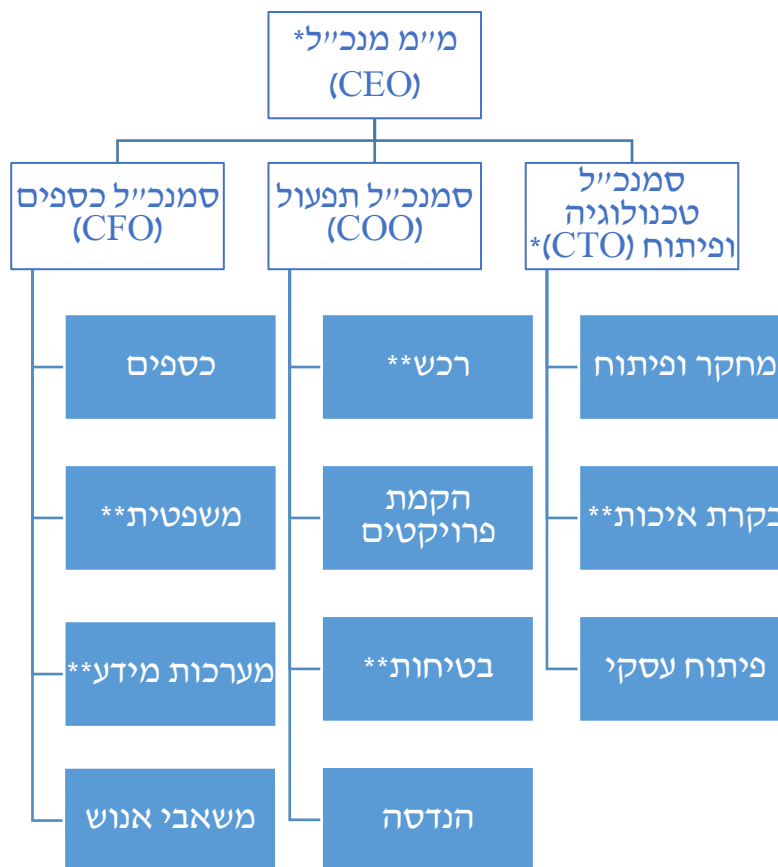 מ״מ מנכ״ל*
(CEO)
סמנכ״ל
טכנולוגיה
ופיתוח (CTO)*
מחקר ופיתוח
בקרת איכות**
פיתוח עסקי
סמנכ״ל תפעול
(COO)
רכש**
הקמת
פרויקטים
בטיחות**
הנדסה
סמנכ״ל כספים
(CFO)
כספים
משפטית**
מערכות מידע**
משאבי אנוש